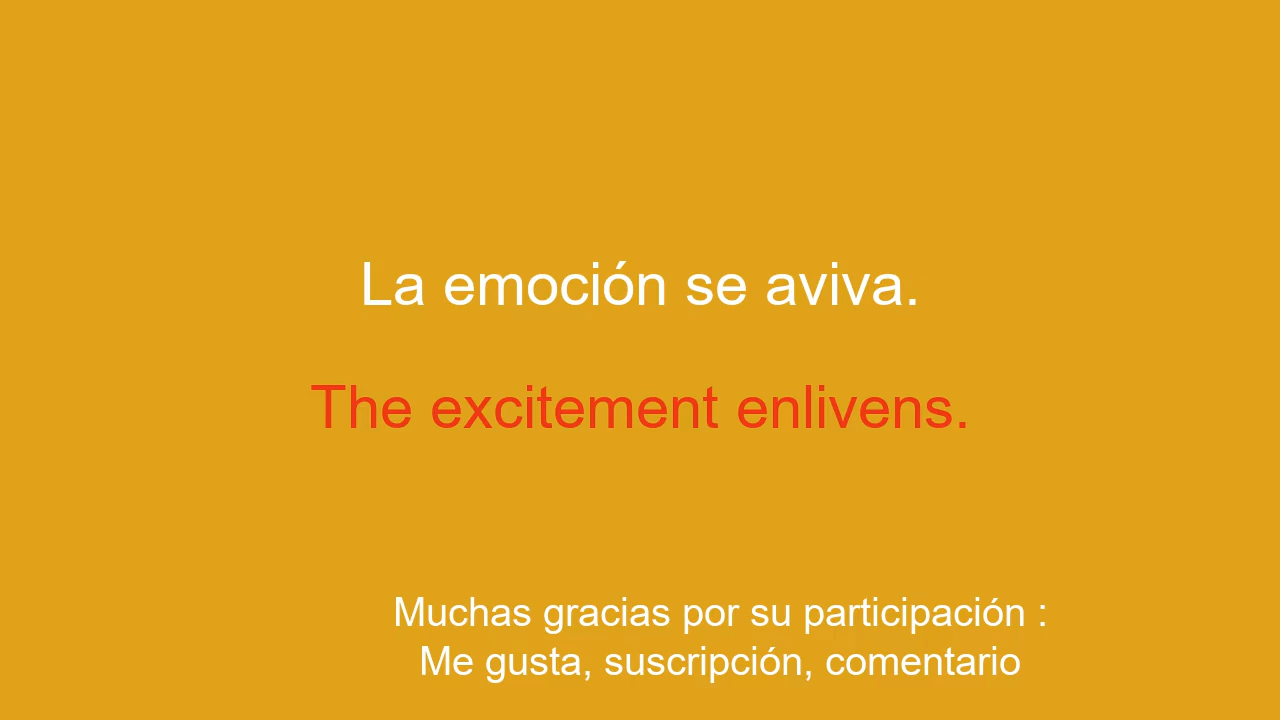 La emoción se aviva.
The excitement enlivens.
Muchas gracias por su participación :
Me gusta, suscripción, comentario